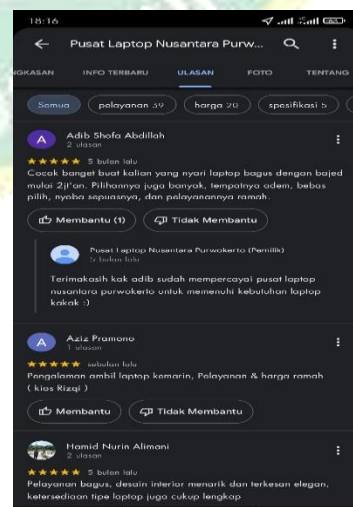 18:16
Pusat Laptop Nusantara Purw...
NGKASAN INFO TERBARU ULASAN FOTO TENTANG
Semua pelayanan 39 harga 20 spesifikasi 5
A Adib Shofa Abdillah
2 ulasan
5 bulan lalu
Cocok banget buat kalian yang nyari laptop bagus dengan bajed
mulai 2jt'an. Pilihannya juga banyak, tempatnya adem, bebas
pilih, nyoba sepuasnya, dan pelayanannya ramah.
Membantu (1) Tidak Membantu
Pusat Laptop Nusantara Purwokerto (Pemilik)
5 bulan lalu
Terimakasih kak adib sudah mempercayai pusat laptop
nusantara purwokerto untuk memenuhi kebutuhan laptop
kakak :)
A Aziz Pramono
1 ulasan
sebulan lalu
Pengalaman ambil laptop kemarin, Pelayanan & harga ramah
( kios Rizqi )
Membantu Tidak Membantu
Hamid Nurin Alimani
2 ulasan
5 bulan lalu
Pelayanan bagus, desain interior menarik dan terkesan elegan,
ketersediaan tipe laptop juga cukup lengkap